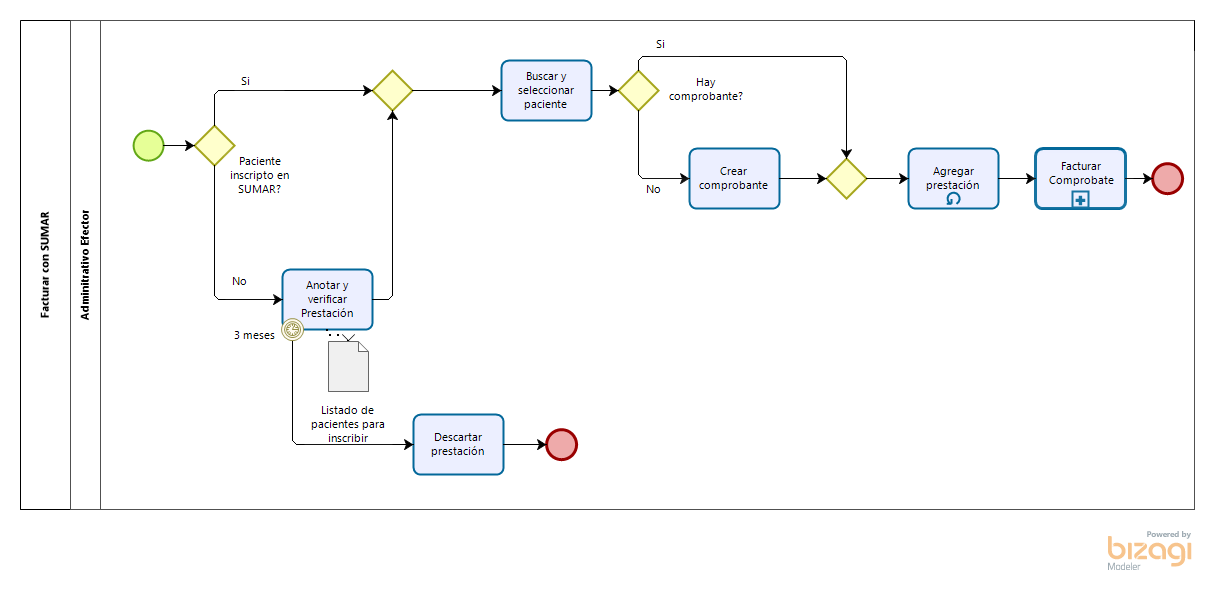 Facturar con SUMAR
Adminitrativo Efector
Si
Paciente
inscripto en
SUMAR?
No
Anotar y
verificar
Prestación
3 meses
Listado de
pacientes para
inscribir
Descartar
prestación
Buscar y
seleccionar
paciente
Si
Hay
comprobante?
No
Crear
comprobante
Agregar
prestación
Facturar
Comprobate
Powered by
bizagi
Modeler